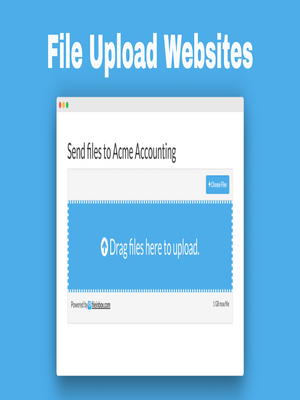 File Upload Websites
Send files to Acme Accounting
+Choose Files
Drag files here to upload.
Powered by fileinbox.com
1 GB max/file